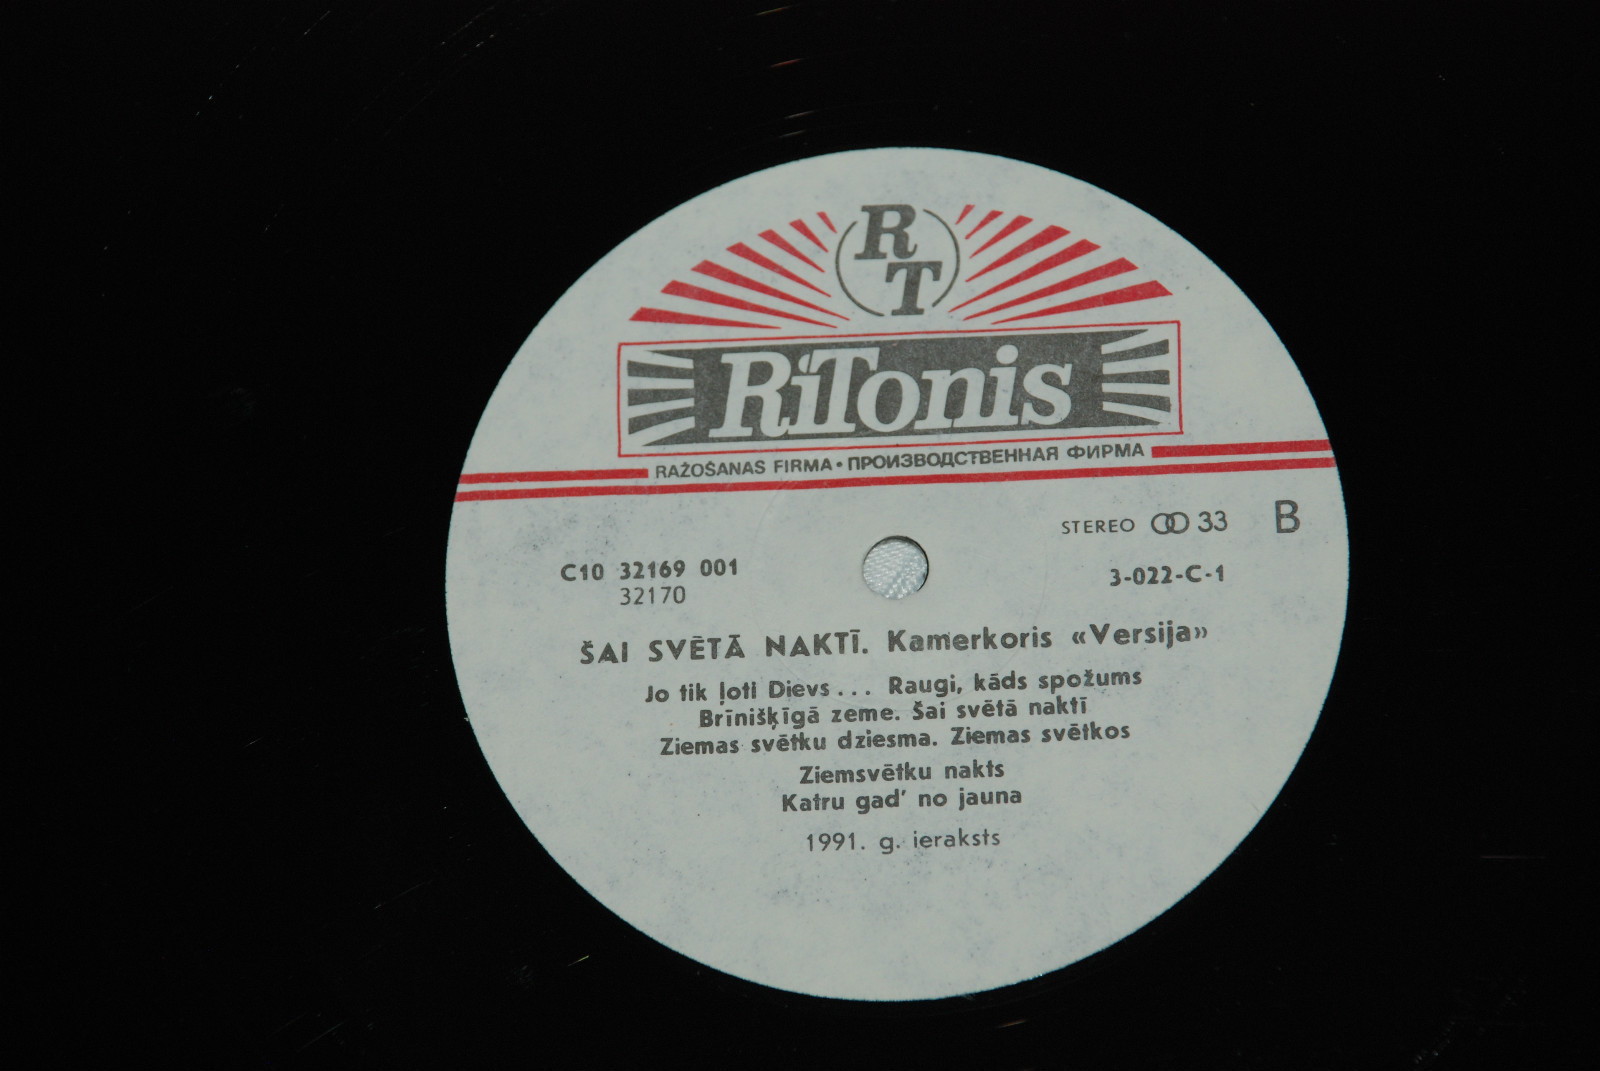 RT
RiTonis
RAŽOŠANAS FIRMA • ПРОИЗВОДСТВЕННАЯ ФИРМА
STEREO 33 B
C10 32169 001
32170
3-022-C-1
ŠAI SVĒTĀ NAKTĪ. Kamerkoris «Versija»
Jo tik ļoti Dievs ... Raugi, kāds spožums
Brīnišķīgā zeme. Šai svētā naktī
Ziemas svētku dziesma. Ziemas svētkos
Ziemsvētku nakts
Katru gad' no jauna
1991. g. ieraksts